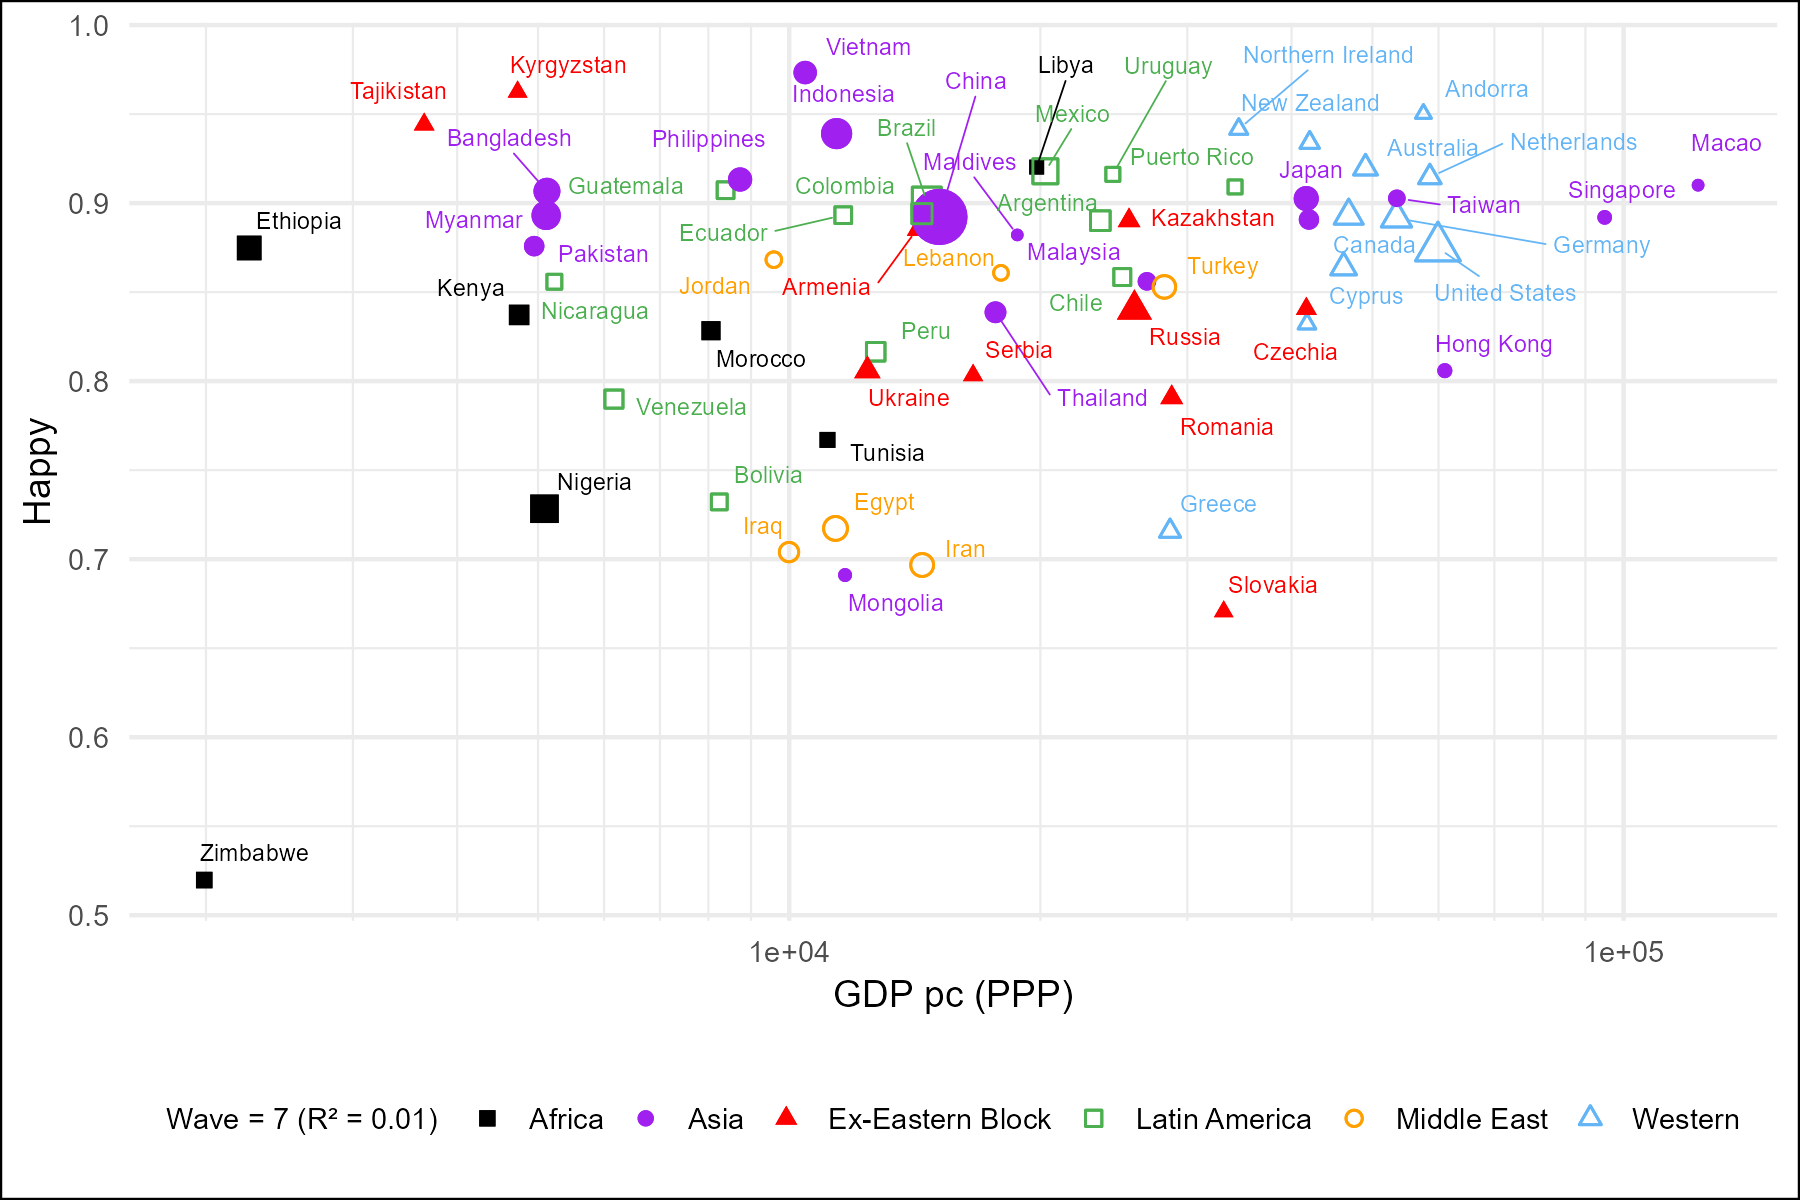 1.0
0.9
0.8
0.7
0.6
0.5
Happy
Vietnam
Kyrgyzstan
Tajikistan
Indonesia
China
Libya
Uruguay
Northern Ireland
New Zealand
Andorra
Mexico
Brazil
Bangladesh
Philippines
Maldives
Puerto Rico
Australia
Netherlands
Macao
Japan
Guatemala
Colombia
Argentina
Singapore
Taiwan
Ethiopia
Myanmar
Ecuador
Kazakhstan
Pakistan
Lebanon
Malaysia
Canada
Germany
Turkey
Kenya
Jordan
Armenia
Nicaragua
Chile
Cyprus
United States
Peru
Russia
Morocco
Serbia
Czechia
Hong Kong
Venezuela
Ukraine
Thailand
Romania
Tunisia
Nigeria
Bolivia
Egypt
Greece
Iraq
Iran
Mongolia
Slovakia
Zimbabwe
1e+04
1e+05
GDP pc (PPP)
Wave = 7 (R² = 0.01) Africa Asia Ex-Eastern Block Latin America Middle East Western